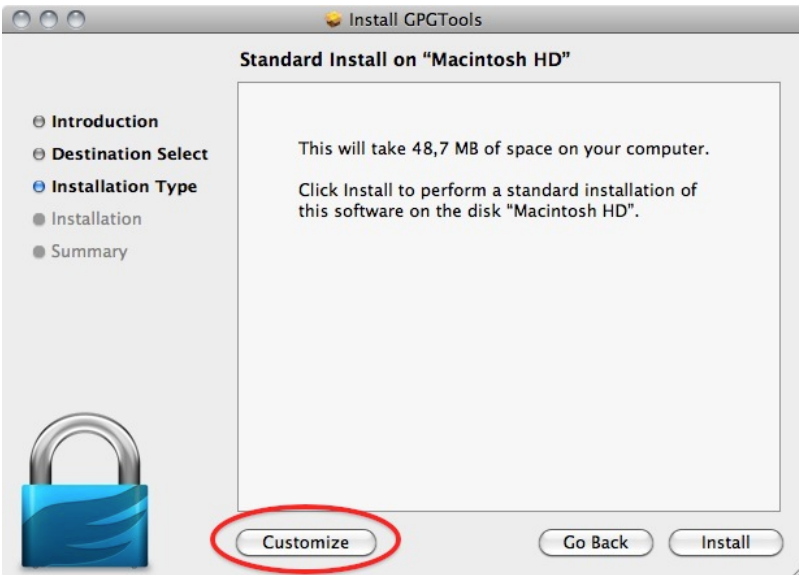 Install GPGTools
Standard Install on “Macintosh HD”
Introduction
Destination Select
Installation Type
Installation
Summary
This will take 48,7 MB of space on your computer.
Click Install to perform a standard installation of
this software on the disk “Macintosh HD”.
Customize
Go Back
Install